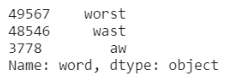 49567    worst
48546     wast
3778        aw
Name: word, dtype: object